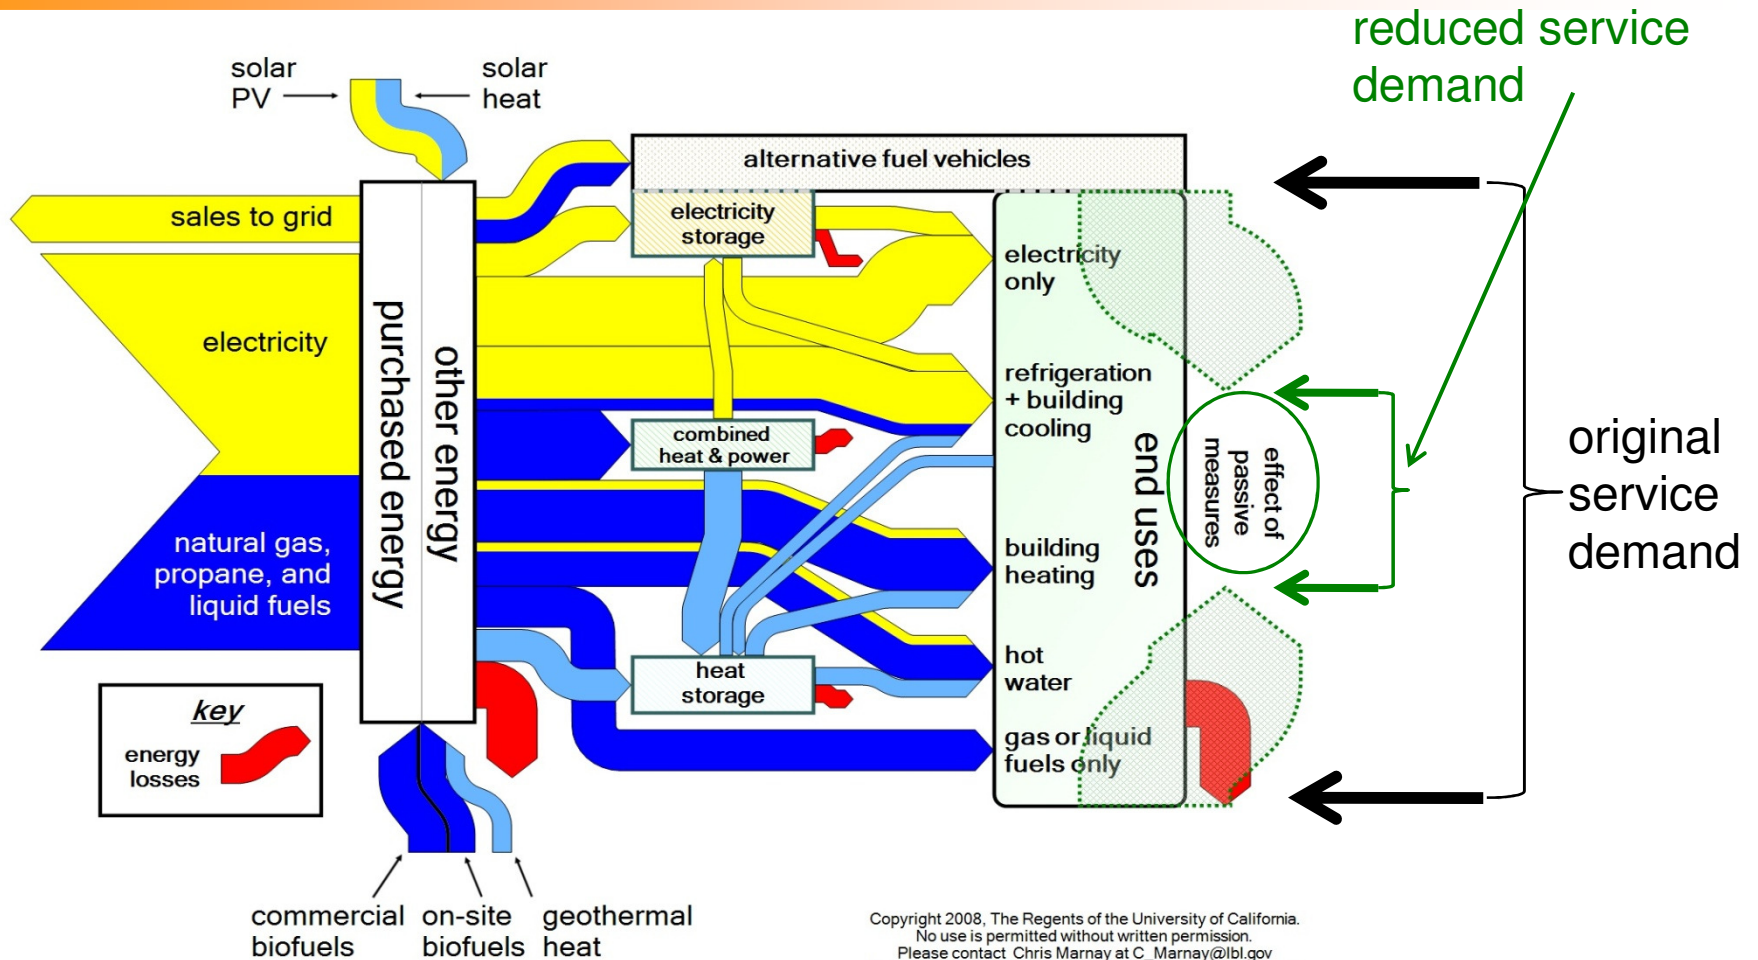 reduced service
demand
solar
PV
solar
heat
alternative fuel vehicles
sales to grid
electricity
storage
electricity
only
electricity
purchased energy
other energy
refrigeration
+ building
cooling
combined
heat & power
end uses
effect of
passive
measures
original
service
demand
natural gas,
propane, and
liquid fuels
building
heating
heat
storage
hot
water
gas or liquid
fuels only
key
energy
losses
commercial
biofuels
on-site
biofuels
geothermal
heat
Copyright 2008, The Regents of the University of California.
No use is permitted without written permission.
Please contact Chris Marnay at C_Marnay@lbl.gov